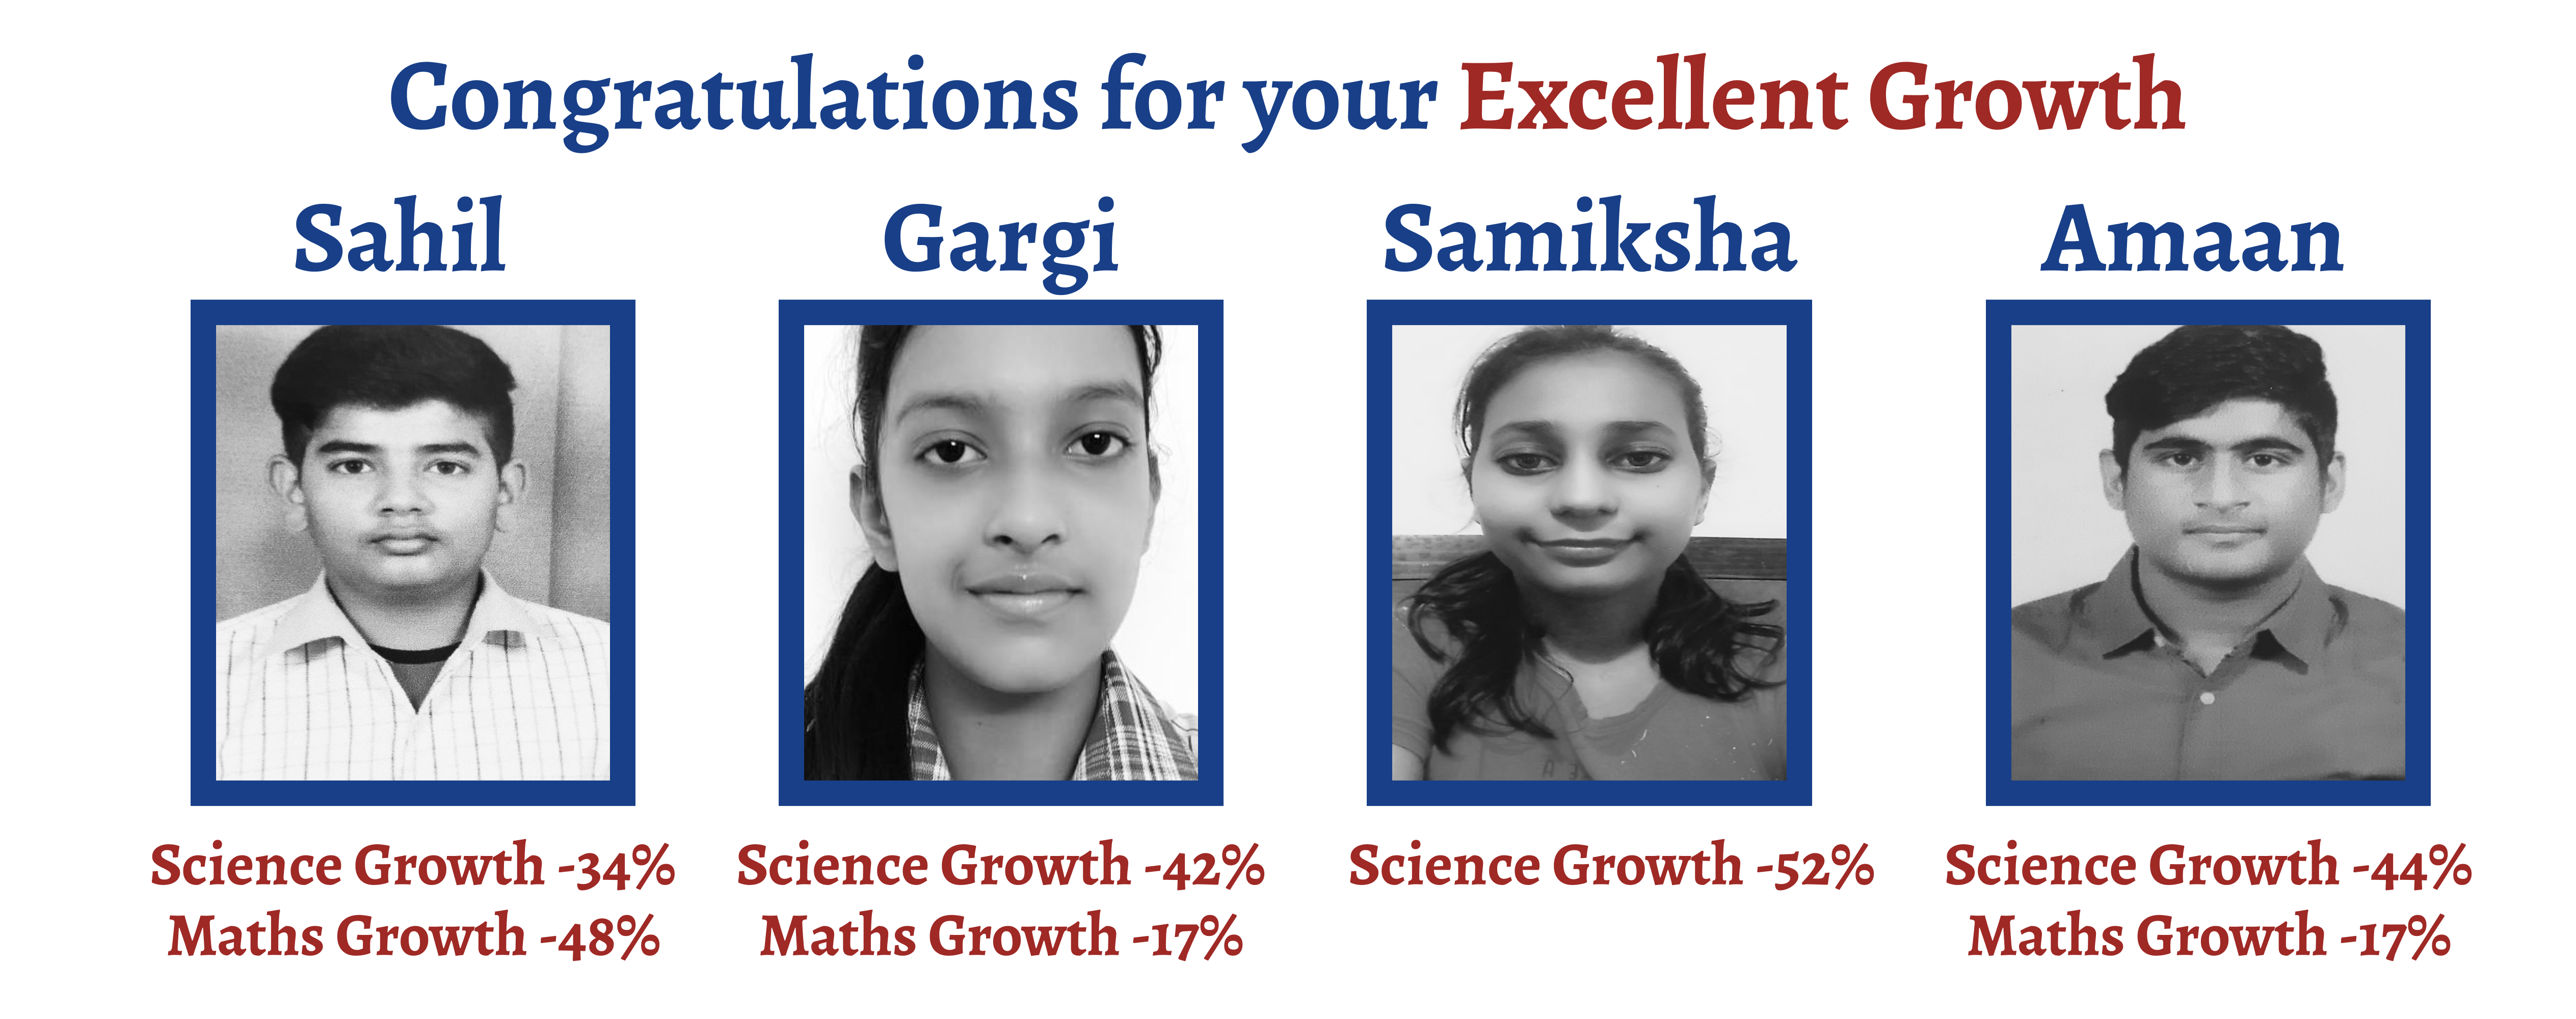 Congratulations for your Excellent Growth
Sahil
Gargi
Samiksha
Amaan
Science Growth -34%
Maths Growth -48%
Science Growth -42%
Maths Growth -17%
Science Growth -52%
Science Growth -44%
Maths Growth -17%